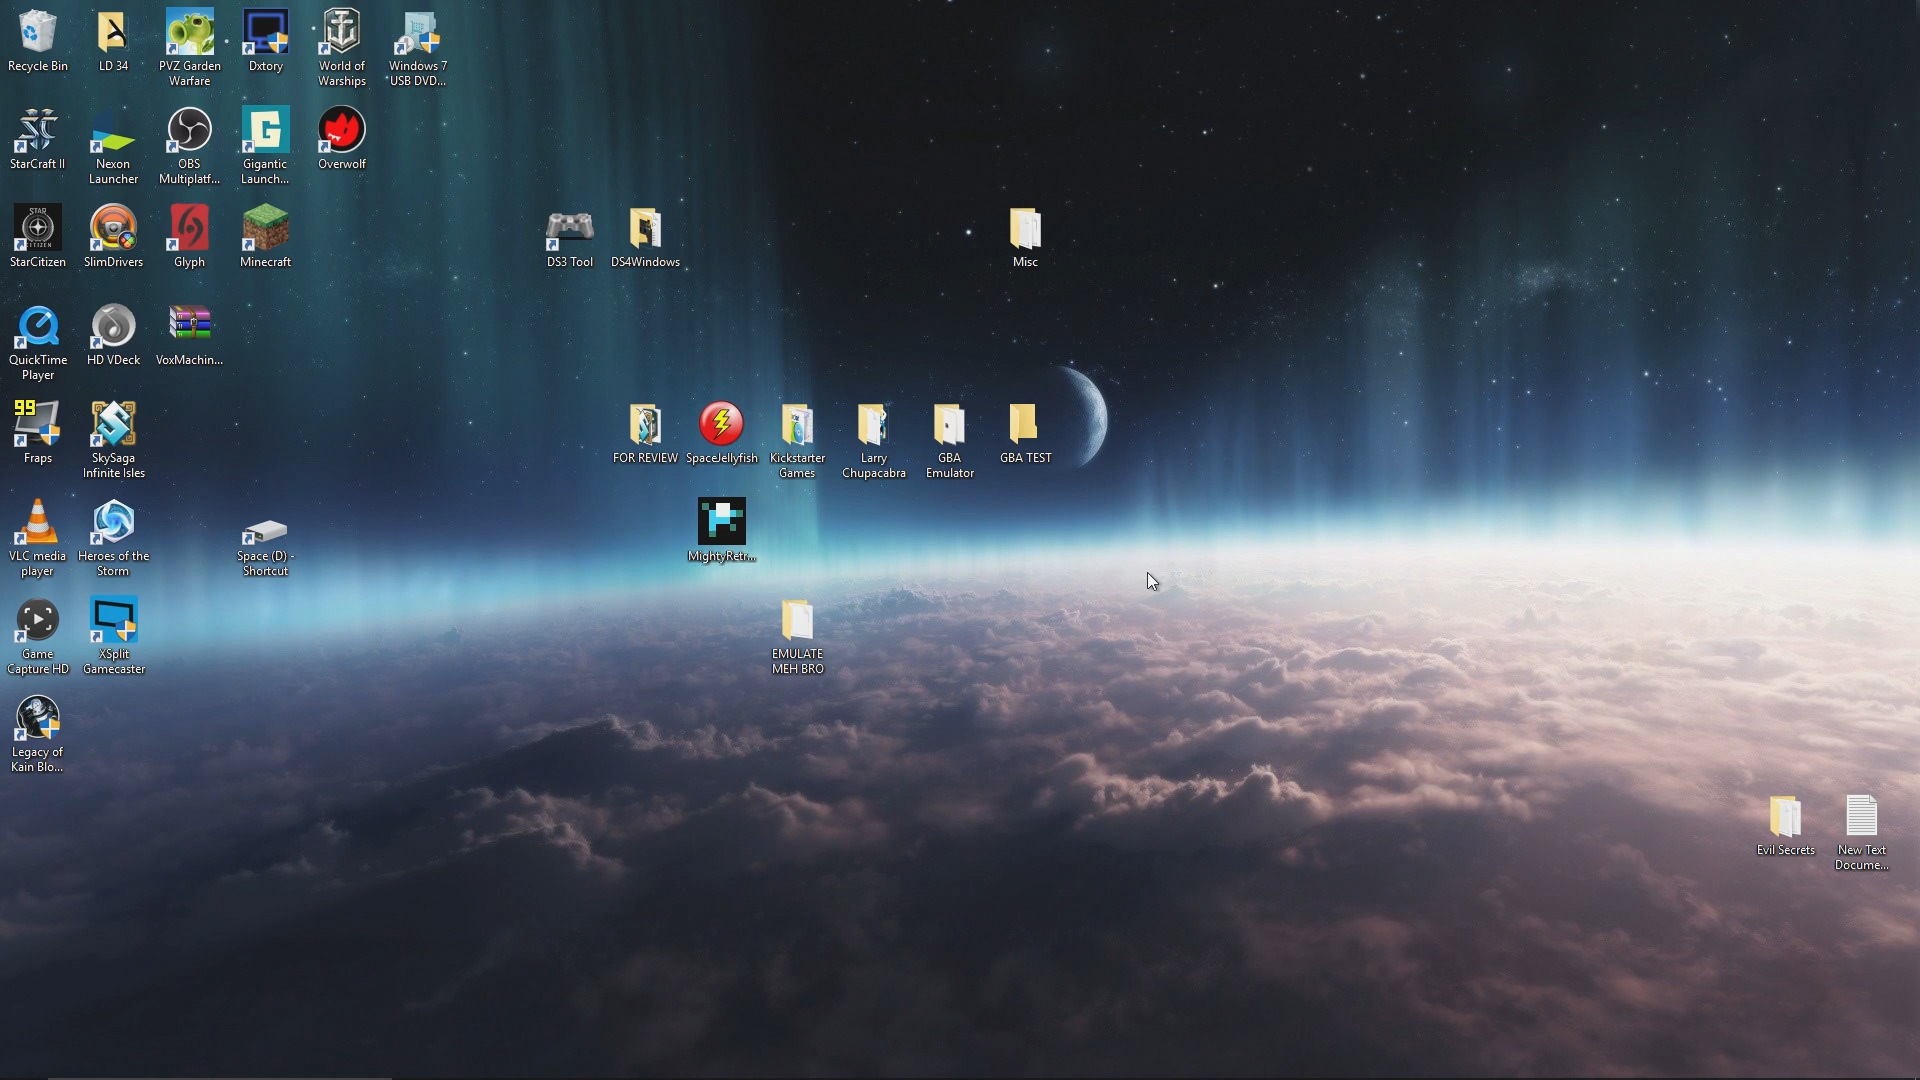 Recycle Bin
LD 34
PVZ Garden
Warfare
Dxtory
World of
Warships
Windows 7
USB DVD...
StarCraft II
Nexon
Launcher
OBS
Multiplatf...
G
Gigantic
Launch...
Overwolf
STAR
CITIZEN
StarCitizen
SlimDrivers
Glyph
Minecraft
DS3 Tool
DS4Windows
Misc
QuickTime
Player
HD VDeck
VoxMachin...
99
Fraps
SkySaga
Infinite Isles
FOR REVIEW
SpaceJellyfish
Kickstarter
Games
Larry
Chupacabra
GBA
Emulator
GBA TEST
VLC media
player
Heroes of the
Storm
Space (D) -
Shortcut
MightyRetr...
Game
Capture HD
XSplit
Gamecaster
EMULATE
MEH BRO
Legacy of
Kain Blo...
Evil Secrets
New Text
Docume...